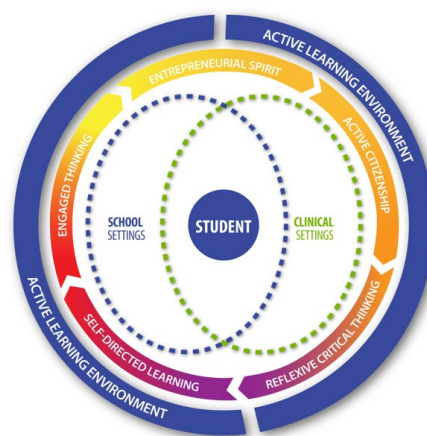 ACTIVE LEARNING ENVIRONMENT
ENTREPRENEURIAL SPIRIT
ACTIVE CITIZENSHIP
ENGAGED THINKING
SCHOOL
SETTINGS
STUDENT
CLINICAL
SETTINGS
REFLEXIVE CRITICAL THINKING
SELF-DIRECTED LEARNING
ACTIVE LEARNING ENVIRONMENT